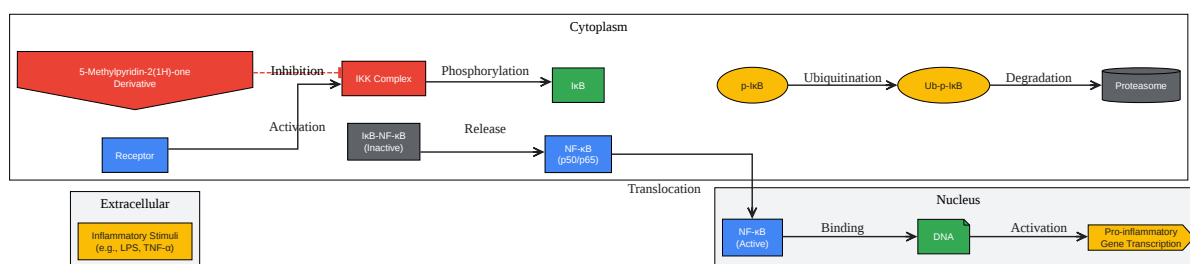 Cytoplasm
5-Methylpyridin-2(1H)-one
Derivative
Inhibition
IKK Complex
Phosphorylation
IκB
p-IκB
Ubiquitination
Ub-p-IκB
Degradation
Proteasome
Receptor
Activation
IκB-NF-κB
(Inactive)
Release
NF-κB
(p50/p65)
Translocation
Extracellular
Inflammatory Stimuli
(e.g., LPS, TNF-α)
Nucleus
NF-κB
(Active)
Binding
DNA
Activation
Pro-inflammatory
Gene Transcription